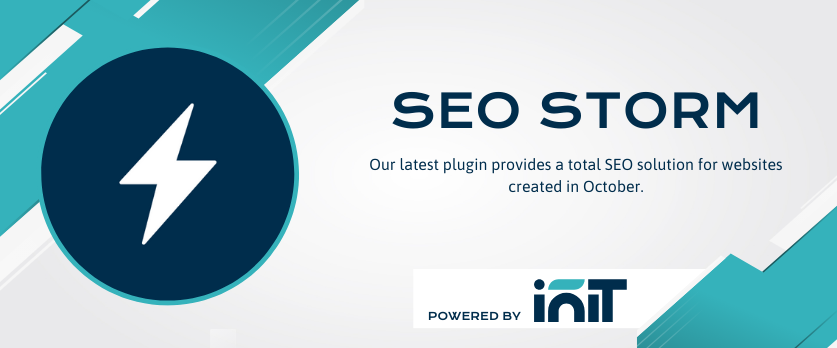 SEO STORM
Our latest plugin provides a total SEO solution for websites
created in October.
POWERED BY init